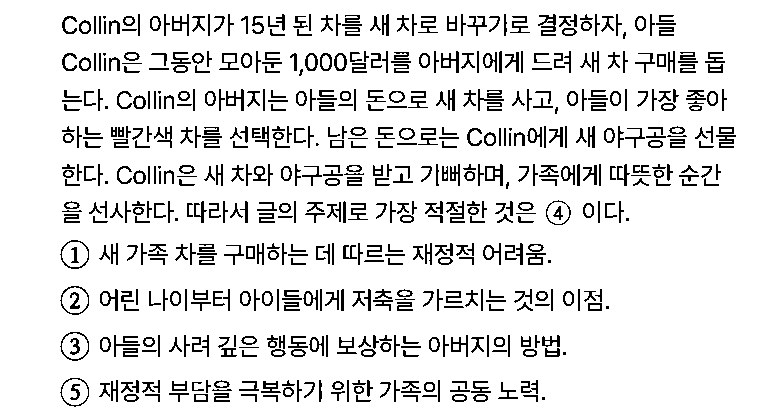 Collin의 아버지가 15년 된 차를 새 차로 바꾸기로 결정하자, 아들
Collin은 그동안 모아둔 1,000달러를 아버지에게 드려 새 차 구매를 돕
는다. Collin의 아버지는 아들의 돈으로 새 차를 사고, 아들이 가장 좋아
하는 빨간색 차를 선택한다. 남은 돈으로는 Collin에게 새 야구공을 선물
한다. Collin은 새 차와 야구공을 받고 기뻐하며, 가족에게 따뜻한 순간
을 선사한다. 따라서 글의 주제로 가장 적절한 것은 ④ 이다.
① 새 가족 차를 구매하는 데 따르는 재정적 어려움.
② 어린 나이부터 아이들에게 저축을 가르치는 것의 이점.
③ 아들의 사려 깊은 행동에 보상하는 아버지의 방법.
⑤ 재정적 부담을 극복하기 위한 가족의 공동 노력.